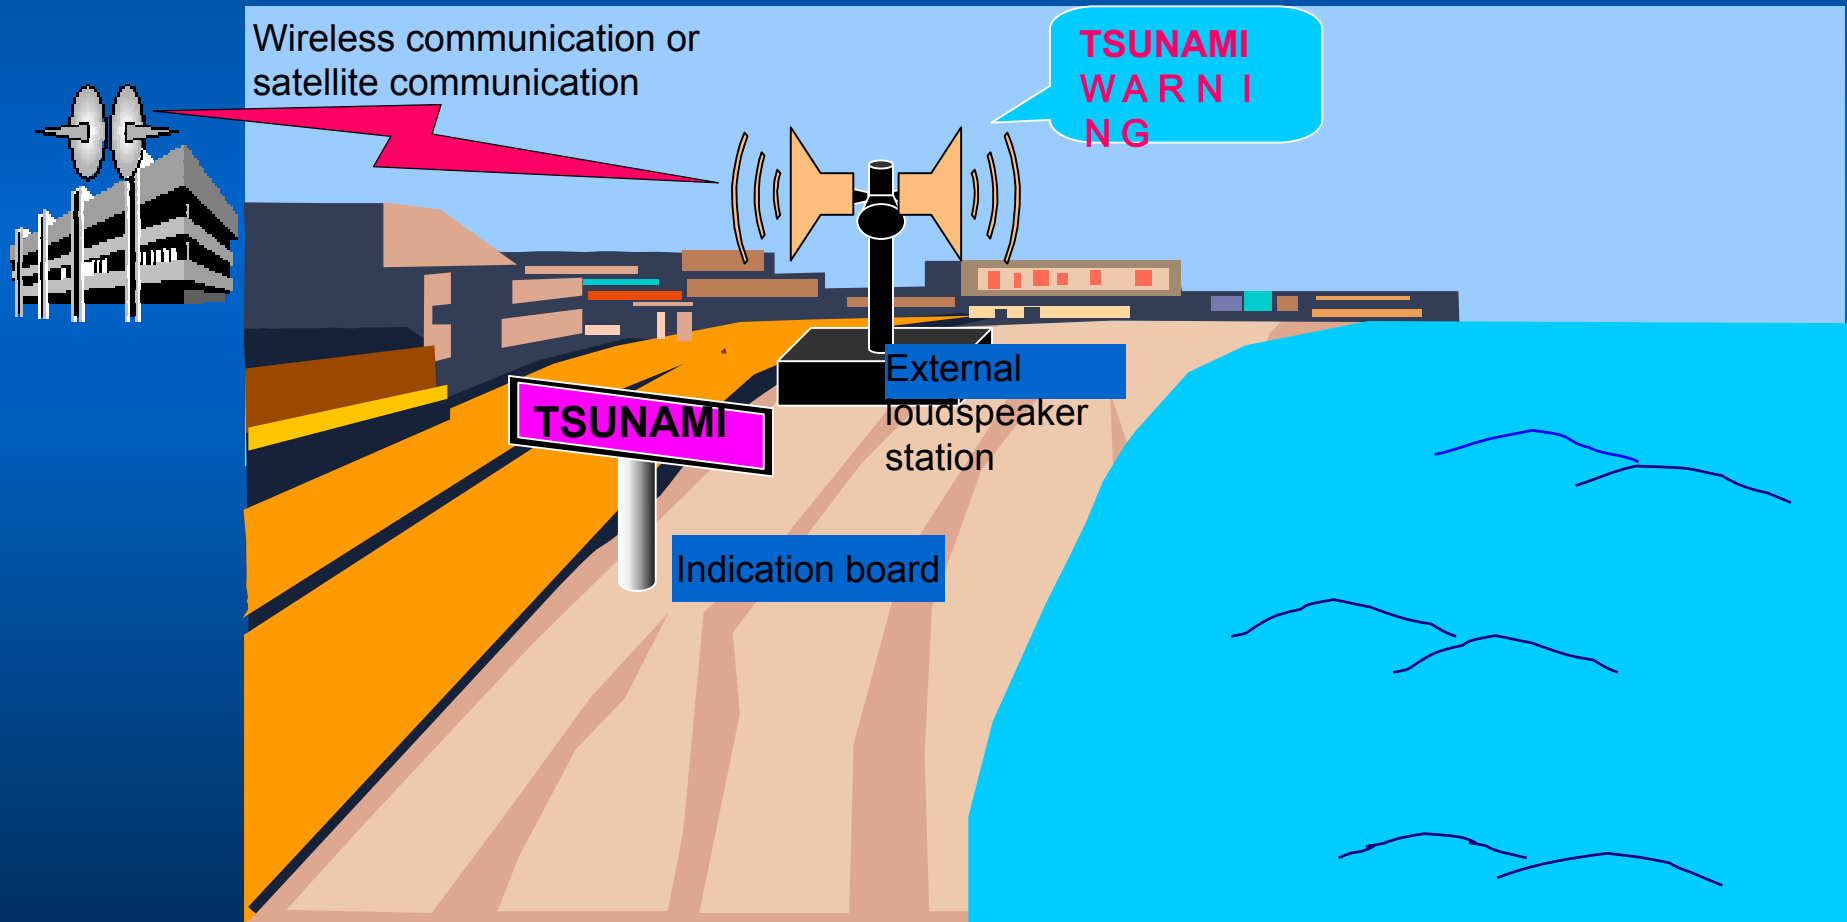 Wireless communication or
satellite communication
TSUNAMI
W A R N I
N G
External
loudspeaker
station
TSUNAMI
Indication board